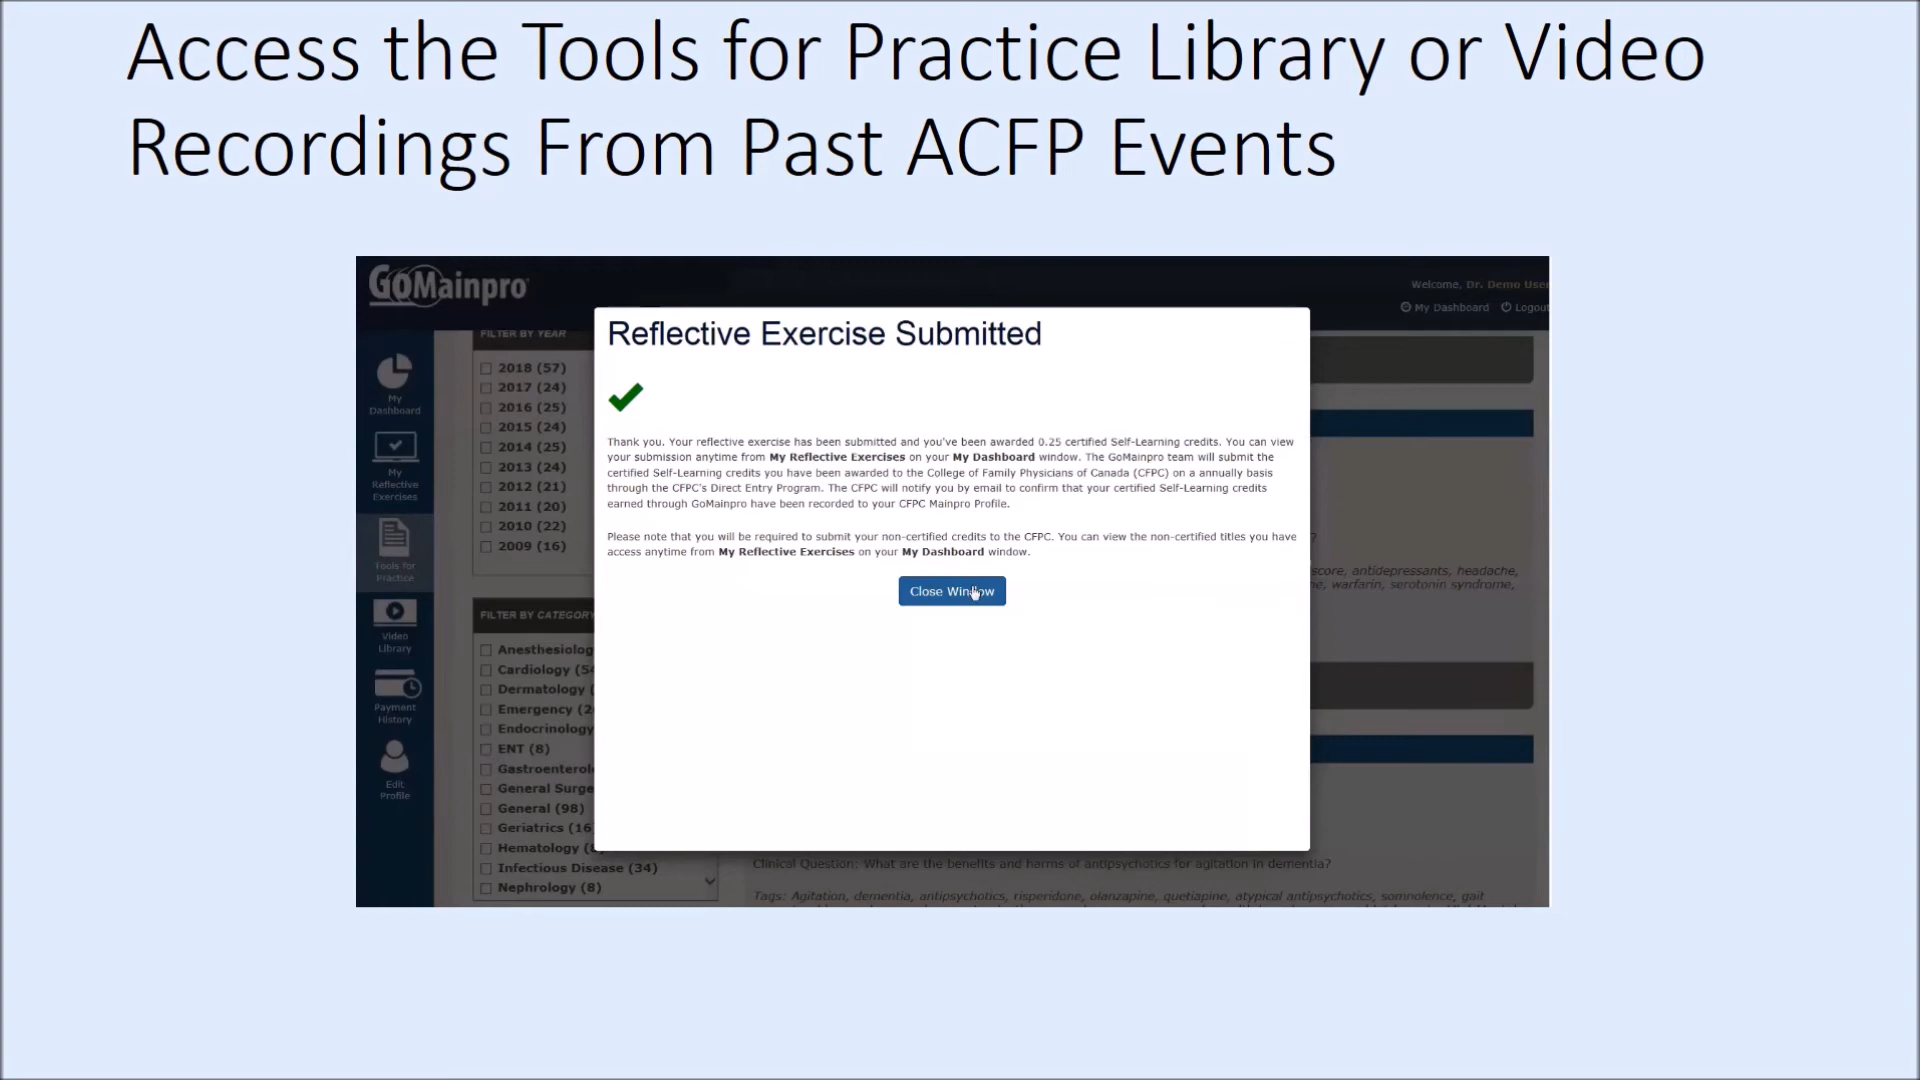 Access the Tools for Practice Library or Video
Recordings From Past ACFP Events
GoMainpro
Welcome, Dr. Demo User
My Dashboard Logout
My
Dashboard
My
Reflective
Exercises
Tools for
Practice
Video
Library
Payment
History
Edit
Profile
FILTER BY YEAR
2018 (57)
2017 (24)
2016 (25)
2015 (24)
2014 (25)
2013 (24)
2012 (21)
2011 (20)
2010 (22)
2009 (16)
FILTER BY CATEGORY
Anesthesiolog
Cardiology (54
Dermatology (
Emergency (2
Endocrinology
ENT (8)
Gastroenterol
General Surge
General (98)
Geriatrics (16
Hematology (
Infectious Disease (34)
Nephrology (8)
Reflective Exercise Submitted
Thank you. Your reflective exercise has been submitted and you've been awarded 0.25 certified Self-Learning credits. You can view
your submission anytime from My Reflective Exercises on your My Dashboard window. The GoMainpro team will submit the
certified Self-Learning credits you have been awarded to the College of Family Physicians of Canada (CFPC) on a annually basis
through the CFPC's Direct Entry Program. The CFPC will notify you by email to confirm that your certified Self-Learning credits
earned through GoMainpro have been recorded to your CFPC Mainpro Profile.
Please note that you will be required to submit your non-certified credits to the CFPC. You can view the non-certified titles you have
access anytime from My Reflective Exercises on your My Dashboard window.
Close Window
?
score, antidepressants, headache,
e, warfarin, serotonin syndrome,
Clinical Question: What are the benefits and harms of antipsychotics for agitation in dementia?
Tags: Agitation, dementia, antipsychotics, risperidone, olanzapine, quetiapine, atypical antipsychotics, somnolence, gait